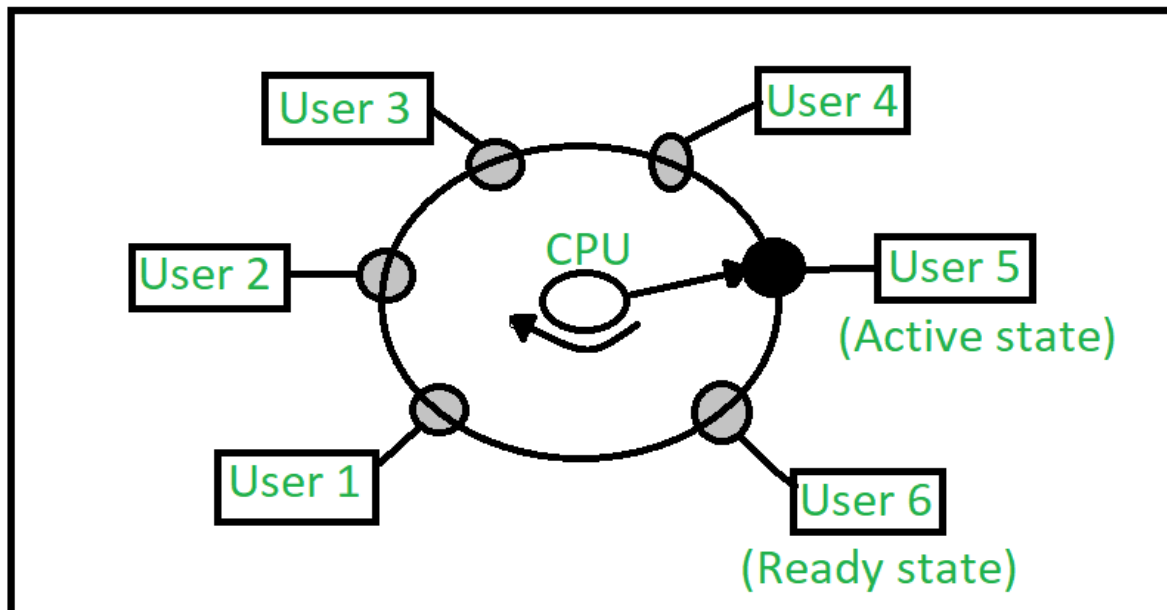 User 3
User 4
CPU
User 2
User 5
(Active state)
User 1
User 6
(Ready state)